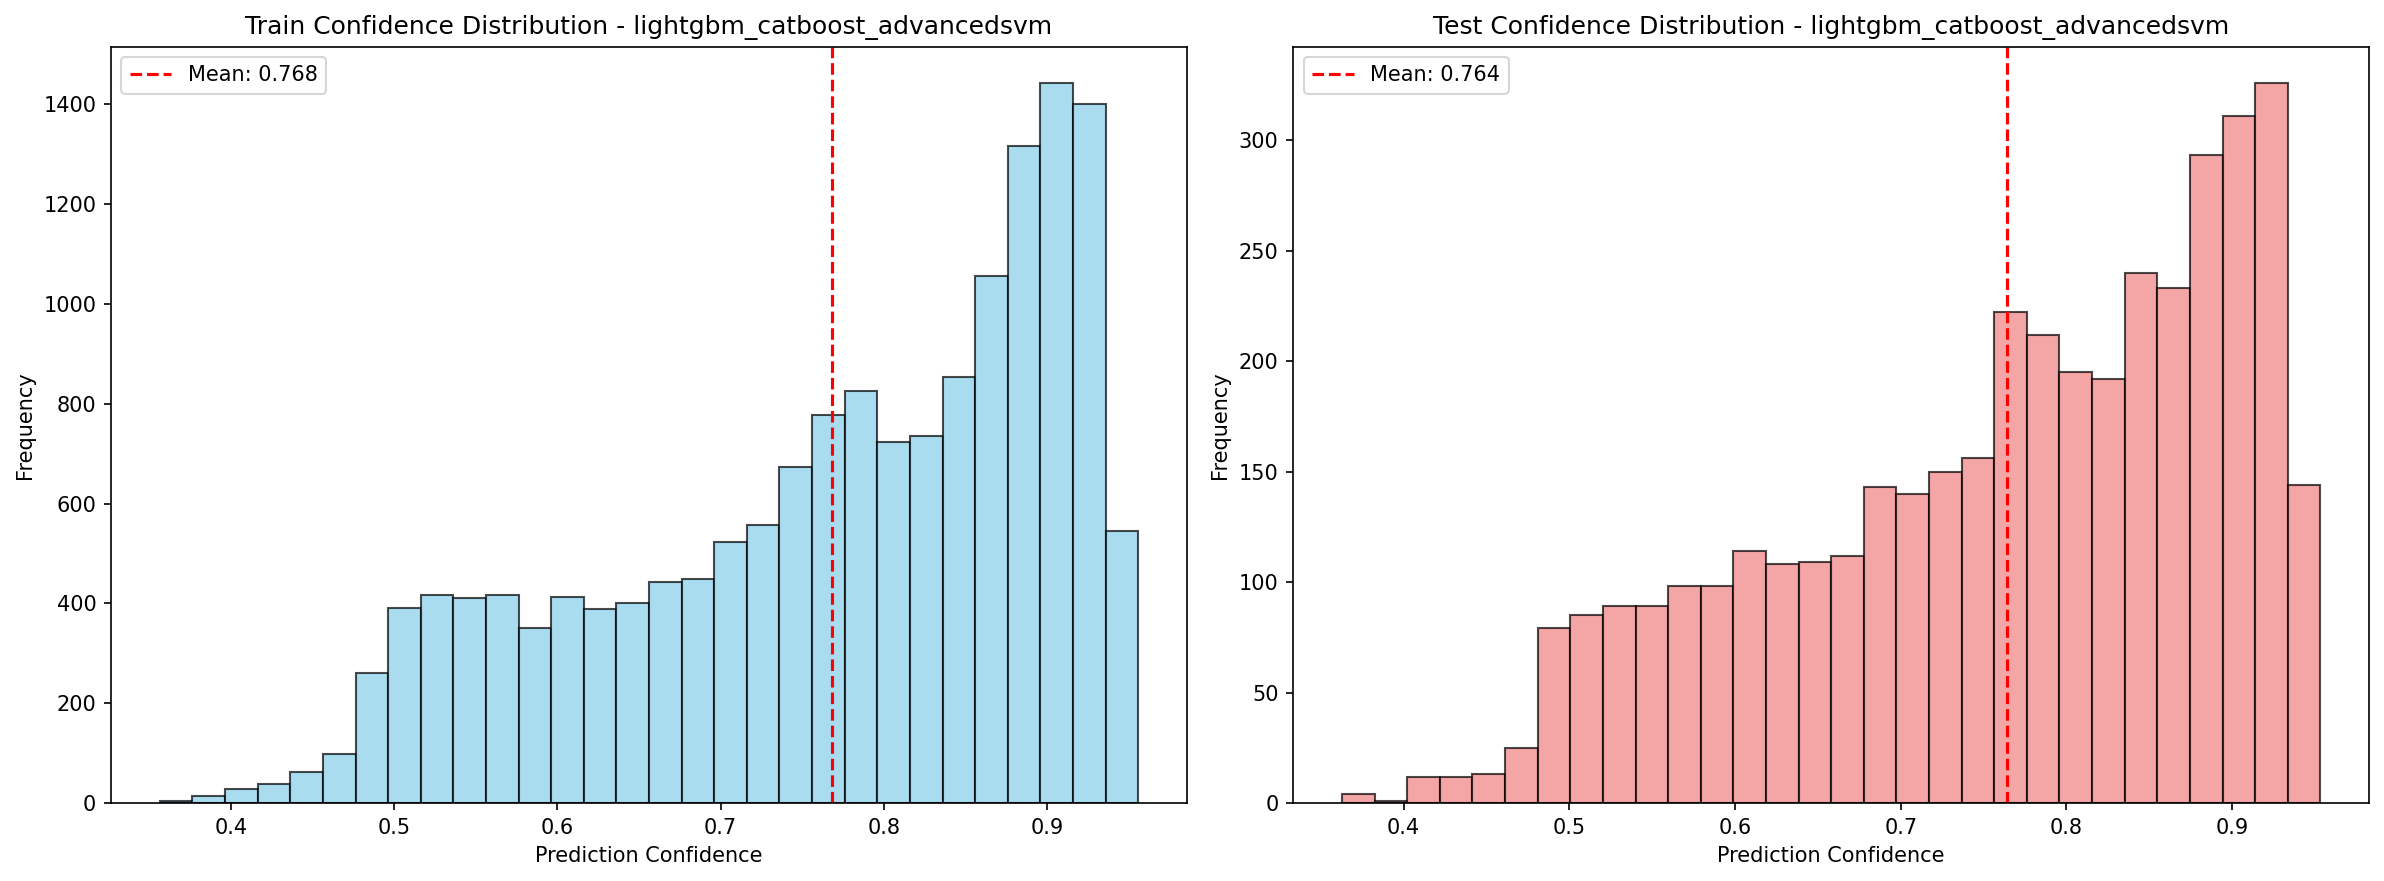 Train Confidence Distribution - lightgbm_catboost_advancedsvm
Mean: 0.768
Frequency
1400
1200
1000
800
600
400
200
0
0.4 0.5 0.6 0.7 0.8 0.9
Prediction Confidence
Test Confidence Distribution - lightgbm_catboost_advancedsvm
Mean: 0.764
Frequency
300
250
200
150
100
50
0
0.4 0.5 0.6 0.7 0.8 0.9
Prediction Confidence